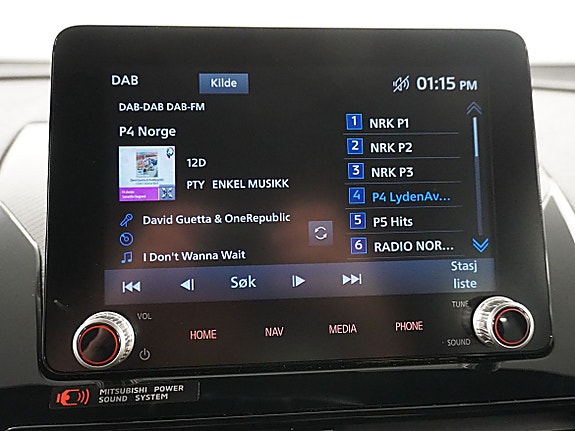 DAB
Kilde
01:15 PM
DAB-DAB DAB-FM
P4 Norge
12D
PTY ENKEL MUSIKK
David Guetta & OneRepublic
I Don't Wanna Wait
1 NRK P1
2 NRK P2
3 NRK P3
4 P4 LydenAv...
5 P5 Hits
6 RADIO NOR...
Søk
Stasj
liste
VOL
HOME
NAV
MEDIA
PHONE
TUNE
SOUND
MITSUBISHI POWER
SOUND SYSTEM